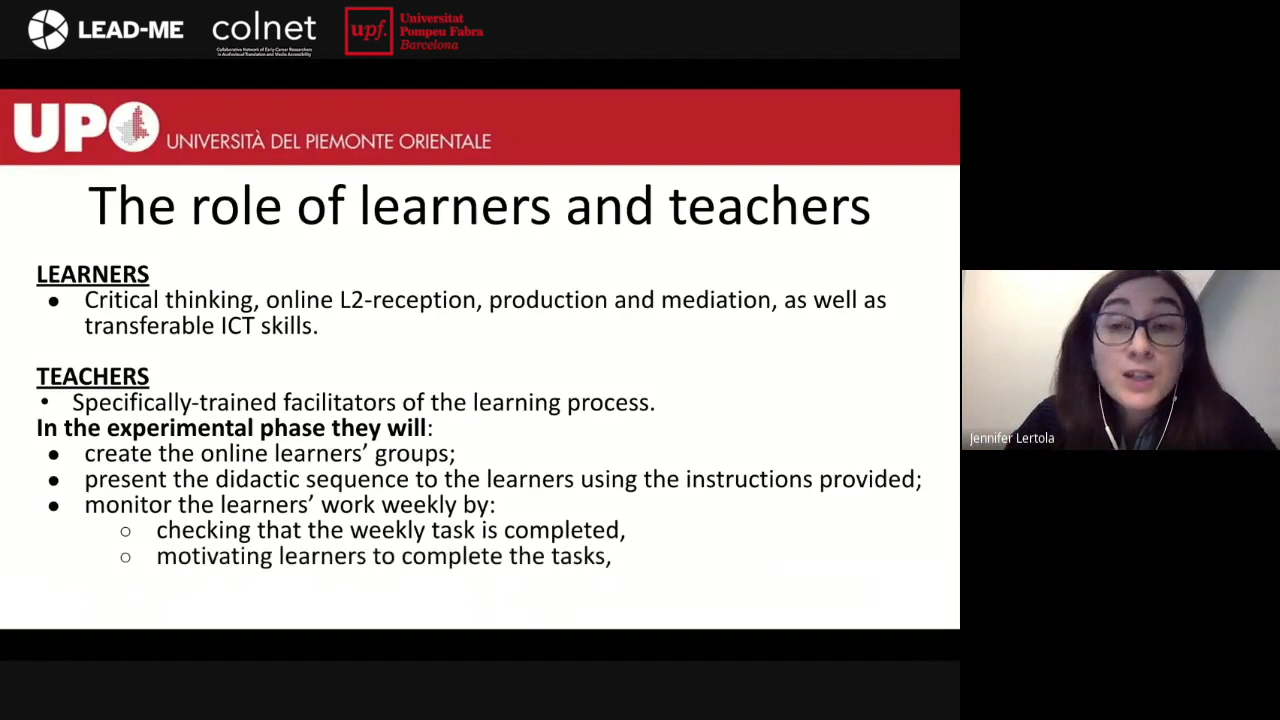 LEAD-ME
colnet
Collaborative Network of Early-Career Researchers
in Audiovisual Translation and Media Accessibility
upf.
Universitat
Pompeu Fabra
Barcelona
UPO
UNIVERSITÀ DEL PIEMONTE ORIENTALE
The role of learners and teachers
LEARNERS
● Critical thinking, online L2-reception, production and mediation, as well as
transferable ICT skills.
TEACHERS
• Specifically-trained facilitators of the learning process.
In the experimental phase they will:
● create the online learners’ groups;
● present the didactic sequence to the learners using the instructions provided;
● monitor the learners’ work weekly by:
○ checking that the weekly task is completed,
○ motivating learners to complete the tasks,
Jennifer Lertola